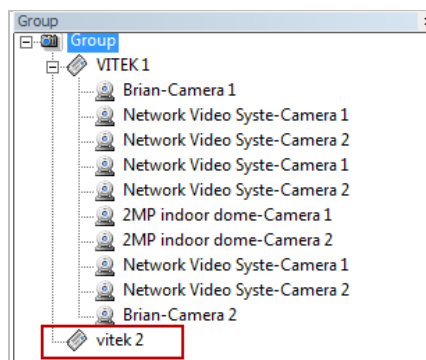 Group
Group
VITEK 1
Brian-Camera 1
Network Video Syste-Camera 1
Network Video Syste-Camera 2
Network Video Syste-Camera 1
Network Video Syste-Camera 2
2MP indoor dome-Camera 1
2MP indoor dome-Camera 2
Network Video Syste-Camera 1
Network Video Syste-Camera 2
Brian-Camera 2
vitek 2